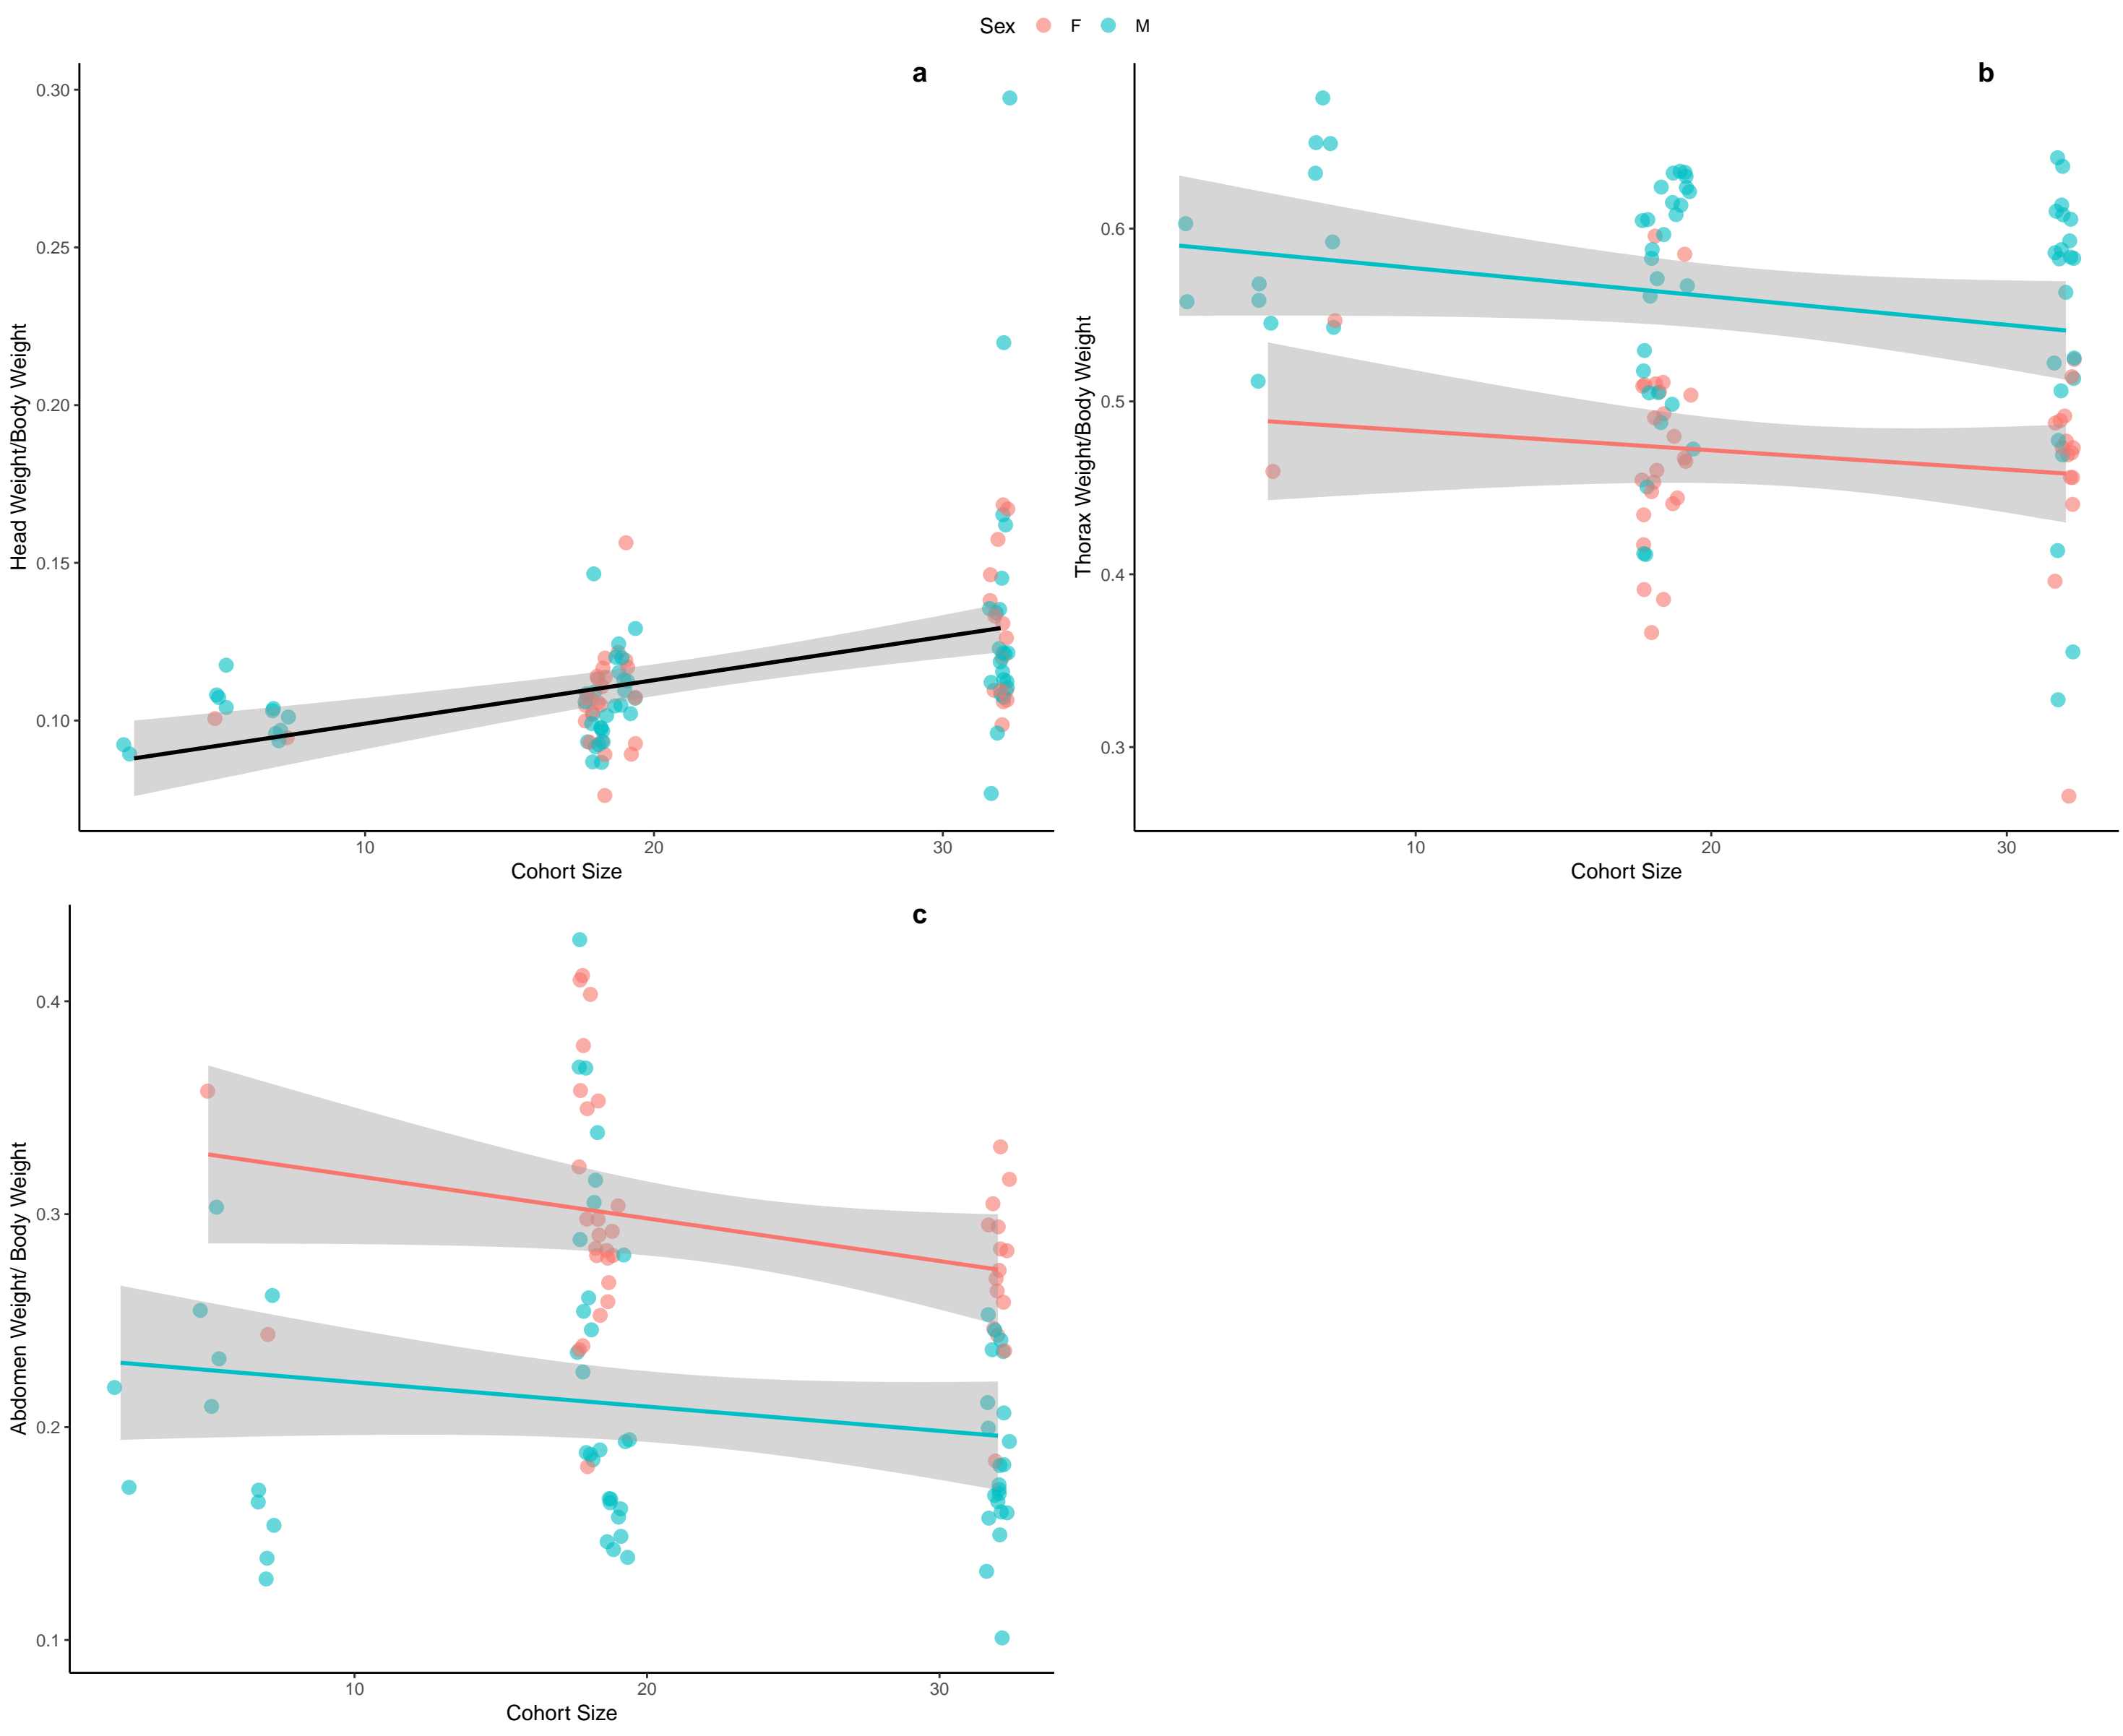 Sex F M
a
b
0.30
0.25
0.20
0.15
0.10
Head Weight/Body Weight
10 20 30
Cohort Size
0.6
0.5
0.4
0.3
Thorax Weight/Body Weight
10 20 30
Cohort Size
c
0.4
0.3
0.2
0.1
Abdomen Weight/ Body Weight
10 20 30
Cohort Size